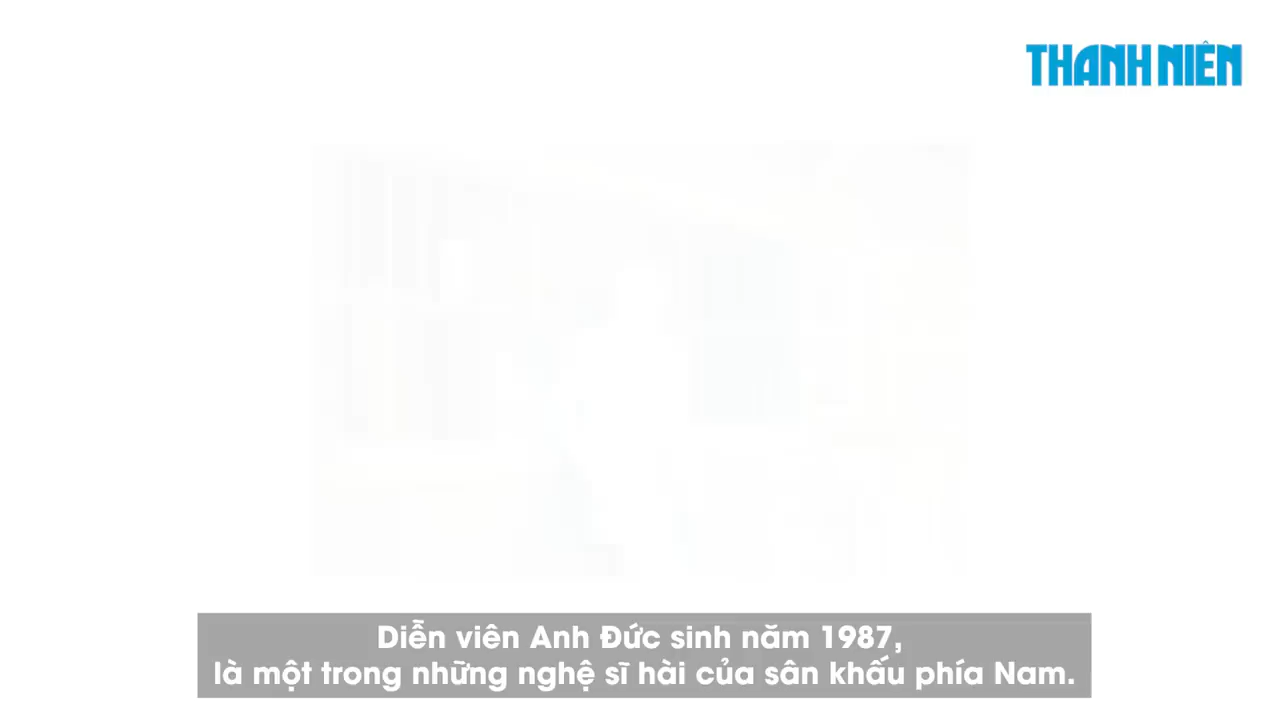 THANH NIÊN
Diễn viên Anh Đức sinh năm 1987,
là một trong những nghệ sĩ hài của sân khấu phía Nam.